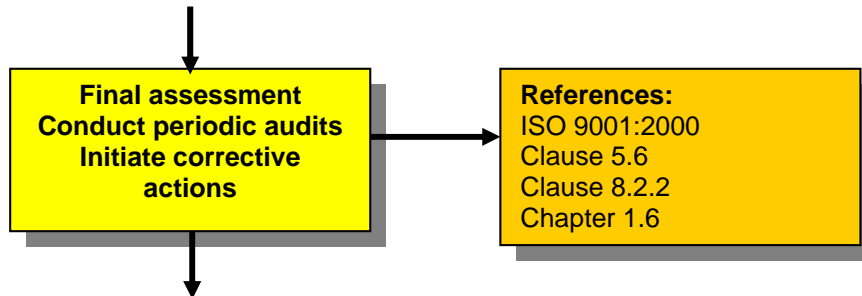 Final assessment
Conduct periodic audits
Initiate corrective
actions
References:
ISO 9001:2000
Clause 5.6
Clause 8.2.2
Chapter 1.6